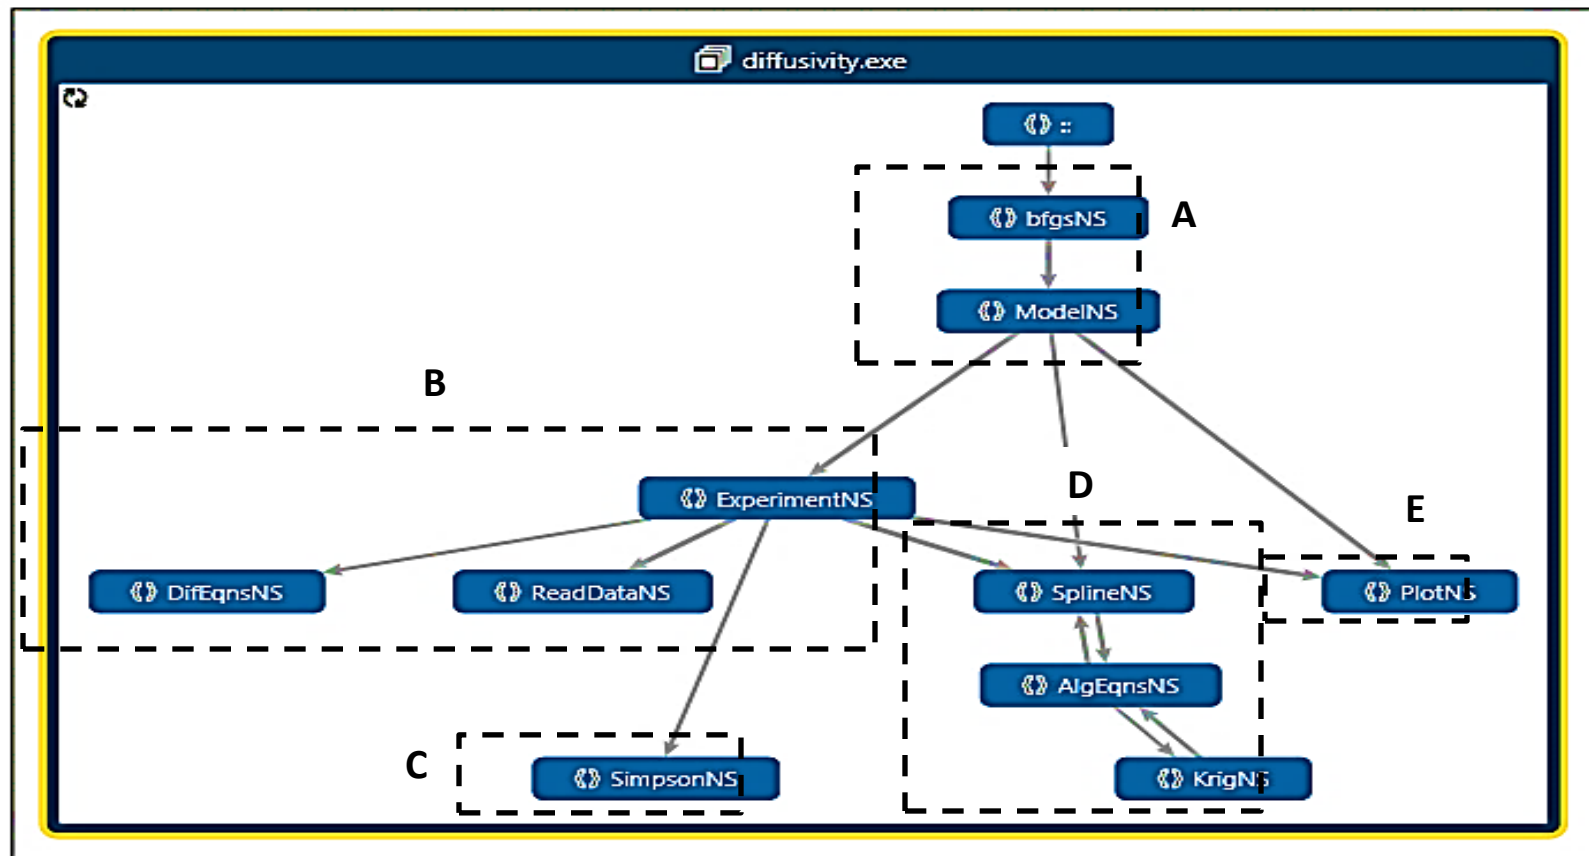 diffusivity.exe
::
bfgsNS
A
ModelNS
B
ExperimentNS
D
E
DifEqnsNS
ReadDataNS
SplineNS
PlotNS
AlgEqnsNS
C
SimpsonNS
KrigNS